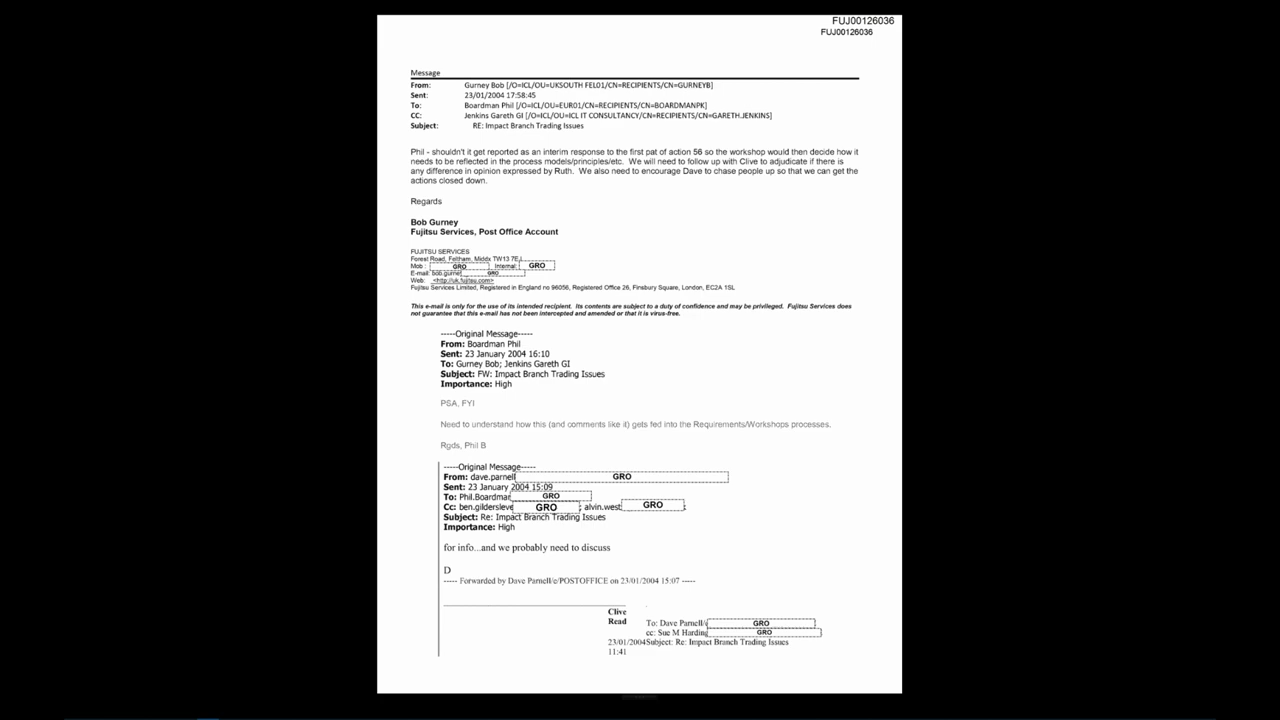 FUJ00126036
FUJ00126036
Message
From: Gurney Bob [/O=ICL/OU=UKSOUTH FEL01/CN=RECIPIENTS/CN=GURNEYB]
Sent: 23/01/2004 17:58:45
To: Boardman Phil [/O=ICL/OU=EUR01/CN=RECIPIENTS/CN=BOARDMANPK]
CC: Jenkins Gareth GI [/O=ICL/OU=ICL IT CONSULTANCY/CN=RECIPIENTS/CN=GARETH.JENKINS]
Subject: RE: Impact Branch Trading Issues
Phil - shouldn't it get reported as an interim response to the first pat of action 56 so the workshop would then decide how it
needs to be reflected in the process models/principles/etc. We will need to follow up with Clive to adjudicate if there is
any difference in opinion expressed by Ruth. We also need to encourage Dave to chase people up so that we can get the
actions closed down.
Regards
Bob Gurney
Fujitsu Services, Post Office Account
FUJITSU SERVICES
Forest Road, Feltham, Middx TW13 7EJ
Mob : GRO Internal: GRO
E-mail: bob.gurne GRO
Web: <http://uk.fujitsu.com>
Fujitsu Services Limited, Registered in England no 96056, Registered Office 26, Finsbury Square, London, EC2A 1SL
This e-mail is only for the use of its intended recipient. Its contents are subject to a duty of confidence and may be privileged. Fujitsu Services does
not guarantee that this e-mail has not been intercepted and amended or that it is virus-free.
-----Original Message-----
From: Boardman Phil
Sent: 23 January 2004 16:10
To: Gurney Bob; Jenkins Gareth GI
Subject: FW: Impact Branch Trading Issues
Importance: High
PSA, FYI
Need to understand how this (and comments like it) gets fed into the Requirements/Workshops processes.
Rgds, Phil B
-----Original Message-----
From: dave.parnell GRO
Sent: 23 January 2004 15:09
To: Phil.Boardman GRO
Cc: ben.gildersleve GRO ; alvin.west GRO ;
Subject: Re: Impact Branch Trading Issues
Importance: High
for info...and we probably need to discuss
D
----- Forwarded by Dave Parnell/e/POSTOFFICE on 23/01/2004 15:07 -----
Clive
Read
To: Dave Parnell/e GRO
cc: Sue M Harding GRO
23/01/2004 Subject: Re: Impact Branch Trading Issues
11:41